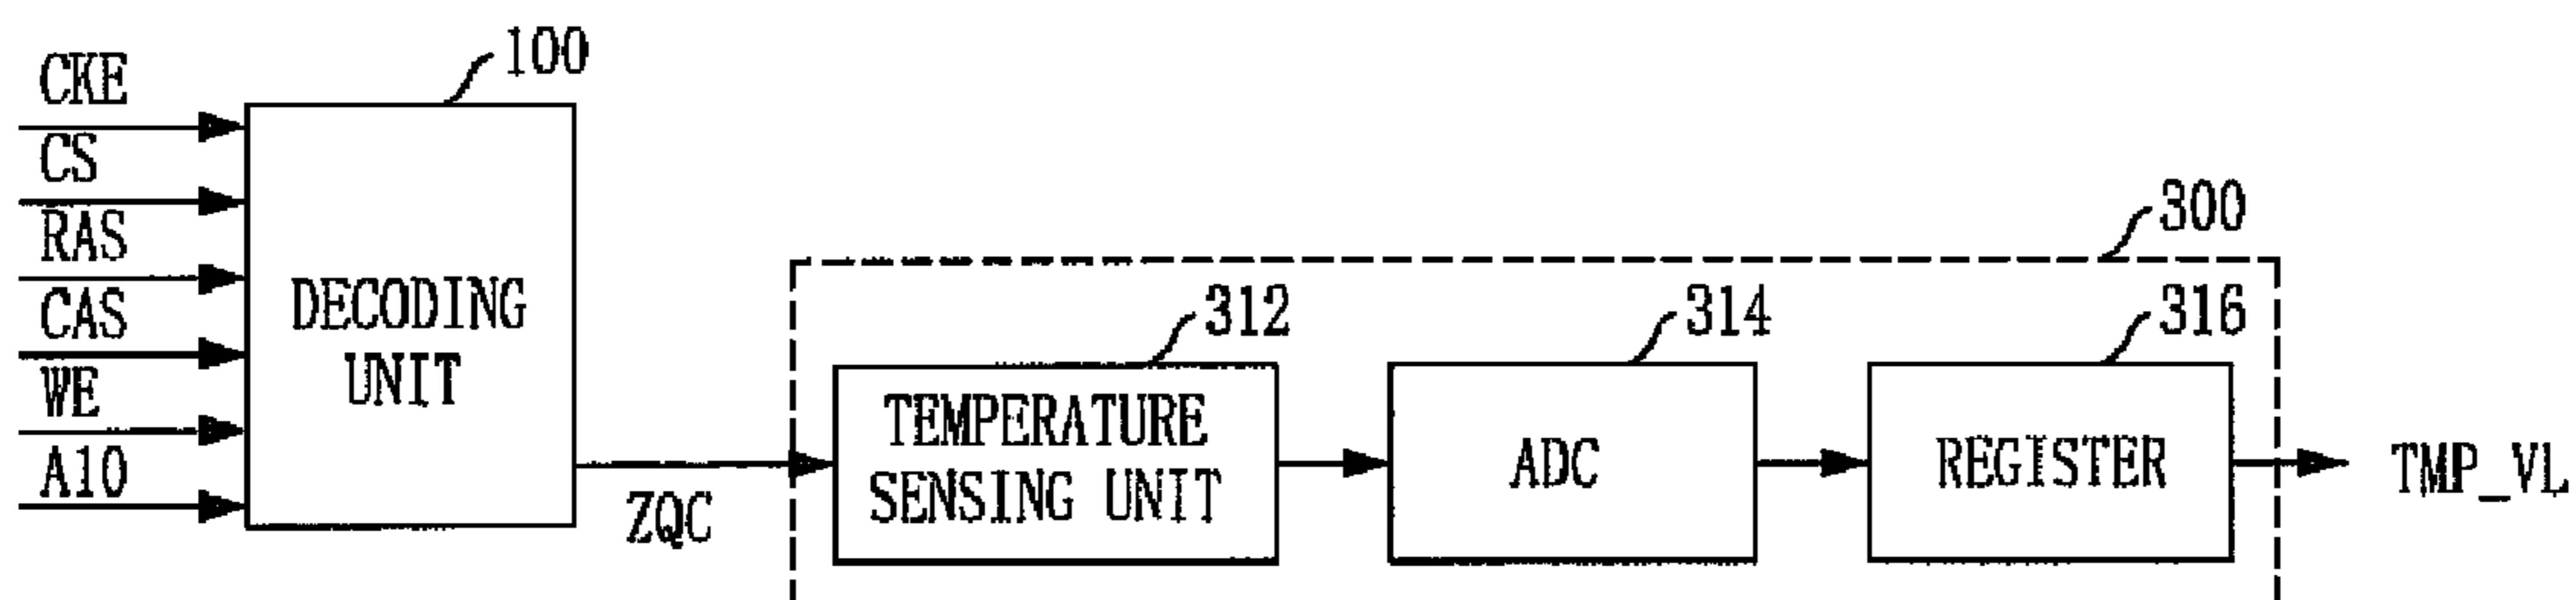 100
CKE
CS
RAS
CAS
WE
A10
DECODING
UNIT
ZQC
300
312
314
316
TEMPERATURE
SENSING UNIT
ADC
REGISTER
TMP_VL